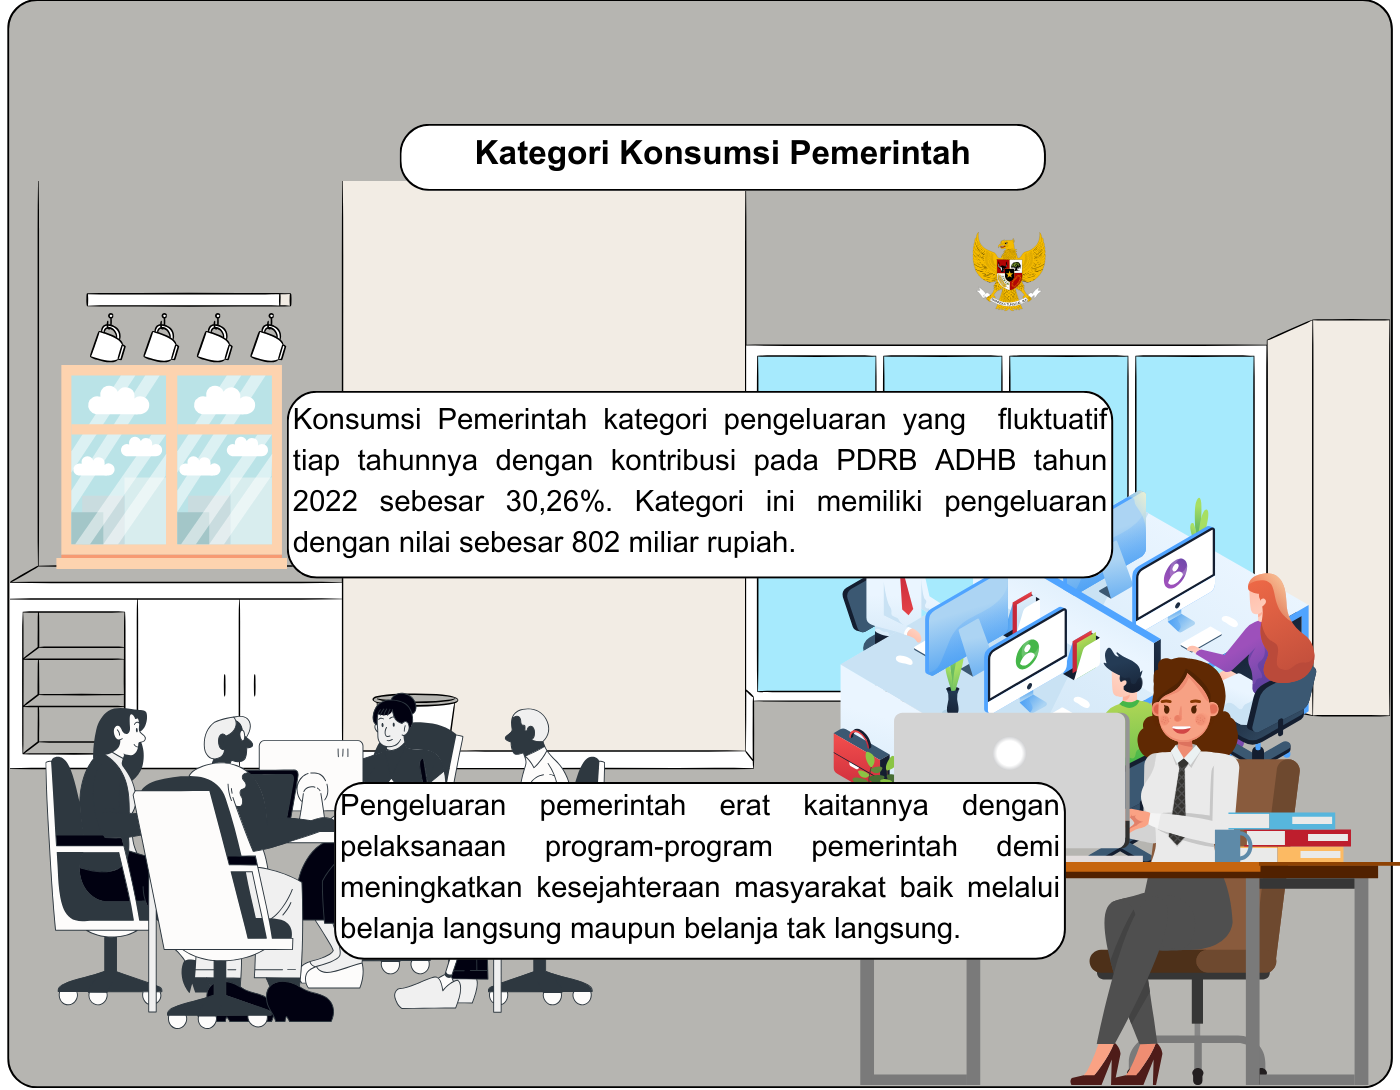 Kategori Konsumsi Pemerintah
Konsumsi Pemerintah kategori pengeluaran yang fluktuatif
tiap tahunnya dengan kontribusi pada PDRB ADHB tahun
2022 sebesar 30,26%. Kategori ini memiliki pengeluaran
dengan nilai sebesar 802 miliar rupiah.
Pengeluaran pemerintah erat kaitannya dengan
pelaksanaan program-program pemerintah demi
meningkatkan kesejahteraan masyarakat baik melalui
belanja langsung maupun belanja tak langsung.